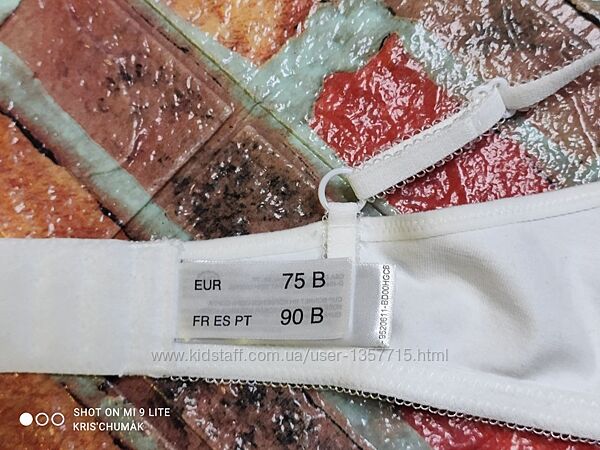 EUR 75 B
FR ES PT 90 B
9520611-BD00HGCB
www.kidstaff.com.ua/user-1357715.html
SHOT ON MI 9 LITE
KRIS'CHUMAK